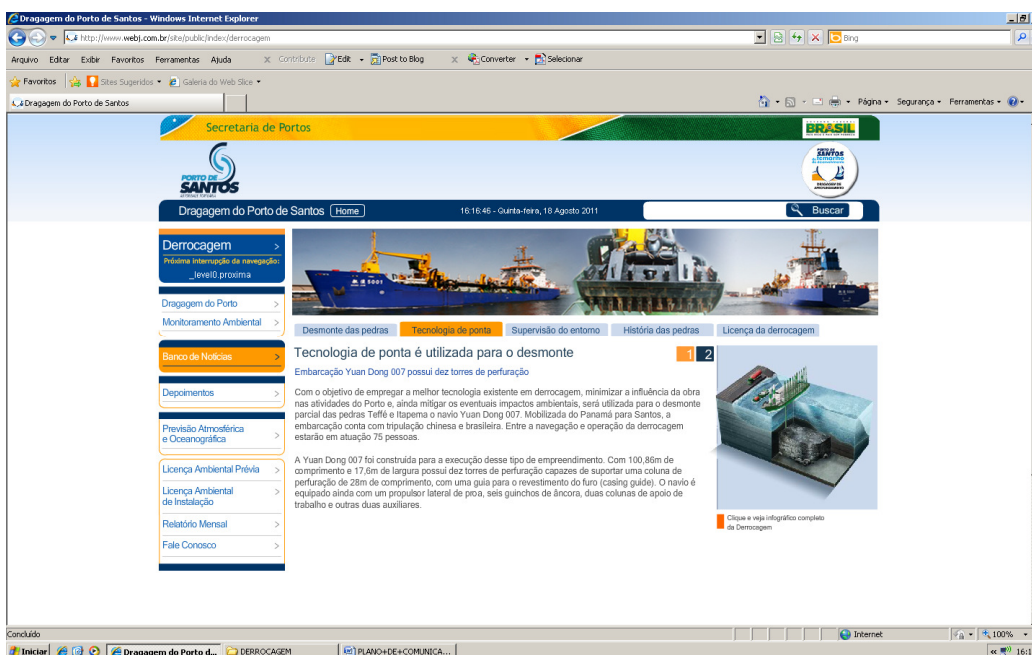 Dragagem do Porto de Santos - Windows Internet Explorer
http://www.webj.com.br/site/public/index/derrocagem
Bing
Arquivo Editar Exibir Favoritos Ferramentas Ajuda x Contribute Edit Post to Blog x Converter Selecionar
Favoritos Sites Sugeridos Galeria do Web Slice
Dragagem do Porto de Santos
Página Segurança Ferramentas
Secretaria de Portos
BRASIL
PORTO DE
SANTOS
SANTOS
Dragagem do Porto de Santos Home 16:16:46 - Quinta-feira, 18 Agosto 2011 Buscar
Derrocagem >
Próxima interrupção da navegação:
_level0.proxima
Dragagem do Porto >
Monitoramento Ambiental >
Banco de Notícias >
Depoimentos >
Previsão Atmosférica
e Oceanográfica >
Licença Ambiental Prévia >
Licença Ambiental >
de Instalação
Relatório Mensal >
Fale Conosco >
Desmonte das pedras Tecnologia de ponta Supervisão do entorno História das pedras Licença da derrocagem
Tecnologia de ponta é utilizada para o desmonte 1 2
Embarcação Yuan Dong 007 possui dez torres de perfuração
Com o objetivo de empregar a melhor tecnologia existente em derrocagem, minimizar a influência da obra
nas atividades do Porto e, ainda mitigar os eventuais impactos ambientais, será utilizada para o desmonte
parcial das pedras Teffé e Itapema o navio Yuan Dong 007. Mobilizada do Panamá para Santos, a
embarcação conta com tripulação chinesa e brasileira. Entre a navegação e operação da derrocagem
estarão em atuação 75 pessoas.
A Yuan Dong 007 foi construída para a execução desse tipo de empreendimento. Com 100,86m de
comprimento e 17,6m de largura possui dez torres de perfuração capazes de suportar uma coluna de
perfuração de 28m de comprimento, com uma guia para o revestimento do furo (casing guide). O navio é
equipado ainda com um propulsor lateral de proa, seis guinchos de âncora, duas colunas de apoio de
trabalho e outras duas auxiliares.
Clique e veja infográfico completo
da Derrocagem
Concluído Internet 100%
Iniciar Dragagem do Porto d... DERROCAGEM PLANO+DE+COMUNICA...